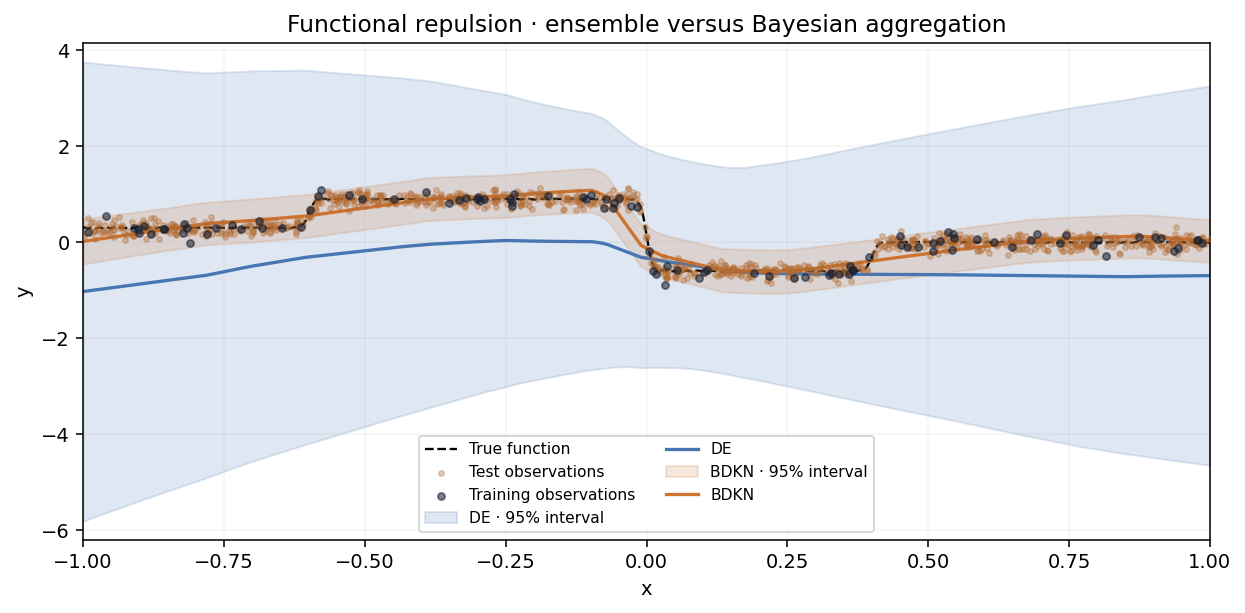 Functional repulsion · ensemble versus Bayesian aggregation
4
2
0
−2
−4
−6
y
True function
Test observations
Training observations
DE · 95% interval
DE
BDKN · 95% interval
BDKN
−1.00 −0.75 −0.50 −0.25 0.00 0.25 0.50 0.75 1.00
x